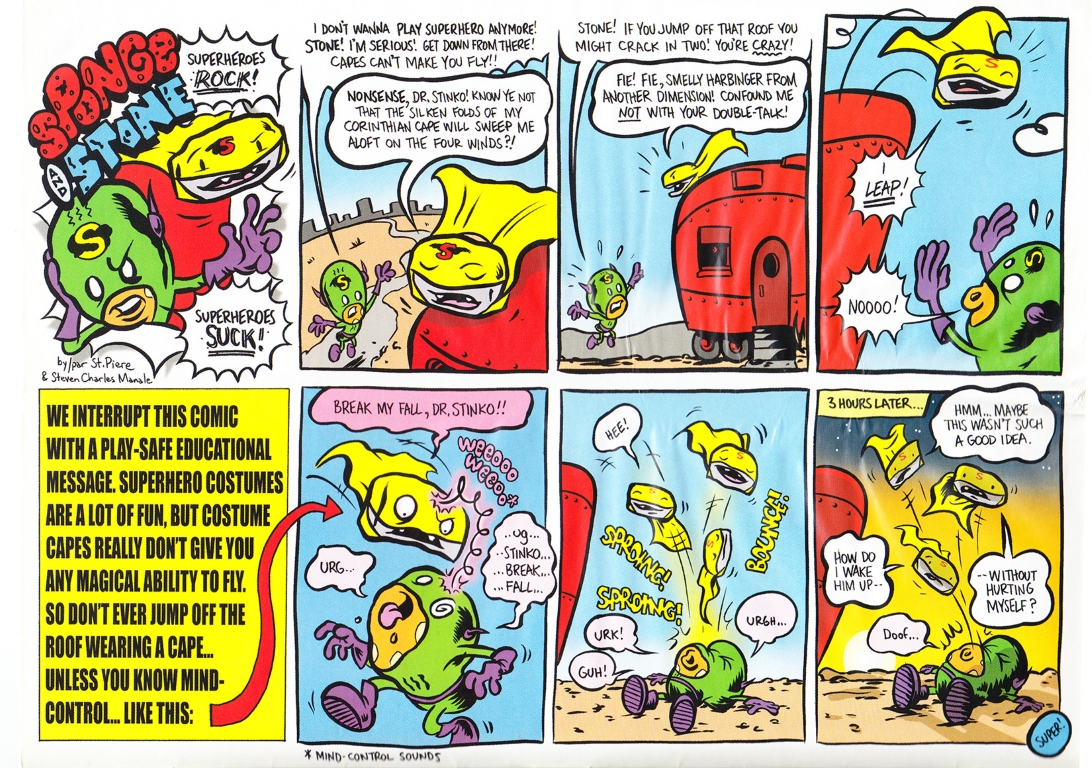 SPONGE
AND
STONE
SUPERHEROES
ROCK!
S
S
SUPERHEROES
SUCK!
by/par St.Piere
& Steven Charles Manale
I DON'T WANNA PLAY SUPERHERO ANYMORE!
STONE! I'M SERIOUS! GET DOWN FROM THERE!
CAPES CAN'T MAKE YOU FLY!!
NONSENSE, DR. STINKO! KNOW YE NOT
THAT THE SILKEN FOLDS OF MY
CORINTHIAN CAPE WILL SWEEP ME
ALOFT ON THE FOUR WINDS?!
S
S
STONE! IF YOU JUMP OFF THAT ROOF YOU
MIGHT CRACK IN TWO! YOU'RE CRAZY!
FIE! FIE, SMELLY HARBINGER FROM
ANOTHER DIMENSION! CONFOUND ME
NOT WITH YOUR DOUBLE-TALK!
S
S
I
LEAP!
NOOOO!
S
WE INTERRUPT THIS COMIC
WITH A PLAY-SAFE EDUCATIONAL
MESSAGE. SUPERHERO COSTUMES
ARE A LOT OF FUN, BUT COSTUME
CAPES REALLY DON'T GIVE YOU
ANY MAGICAL ABILITY TO FLY.
SO DON'T EVER JUMP OFF THE
ROOF WEARING A CAPE...
UNLESS YOU KNOW MIND-
CONTROL... LIKE THIS:
BREAK MY FALL, DR. STINKO!!
WEOOOO
WEOOO*
URG...
..UG...
..STINKO...
...BREAK...
..FALL...
* MIND-CONTROL SOUNDS
HEE!
S
S
S
SPROING!
SPROING!
BOUNCE!
URK!
GUH!
URGH...
3 HOURS LATER...
HMM... MAYBE
THIS WASN'T SUCH
A GOOD IDEA.
S
S
S
HOW DO
I WAKE
HIM UP--
--WITHOUT
HURTING
MYSELF?
DOOF...
SUPER!